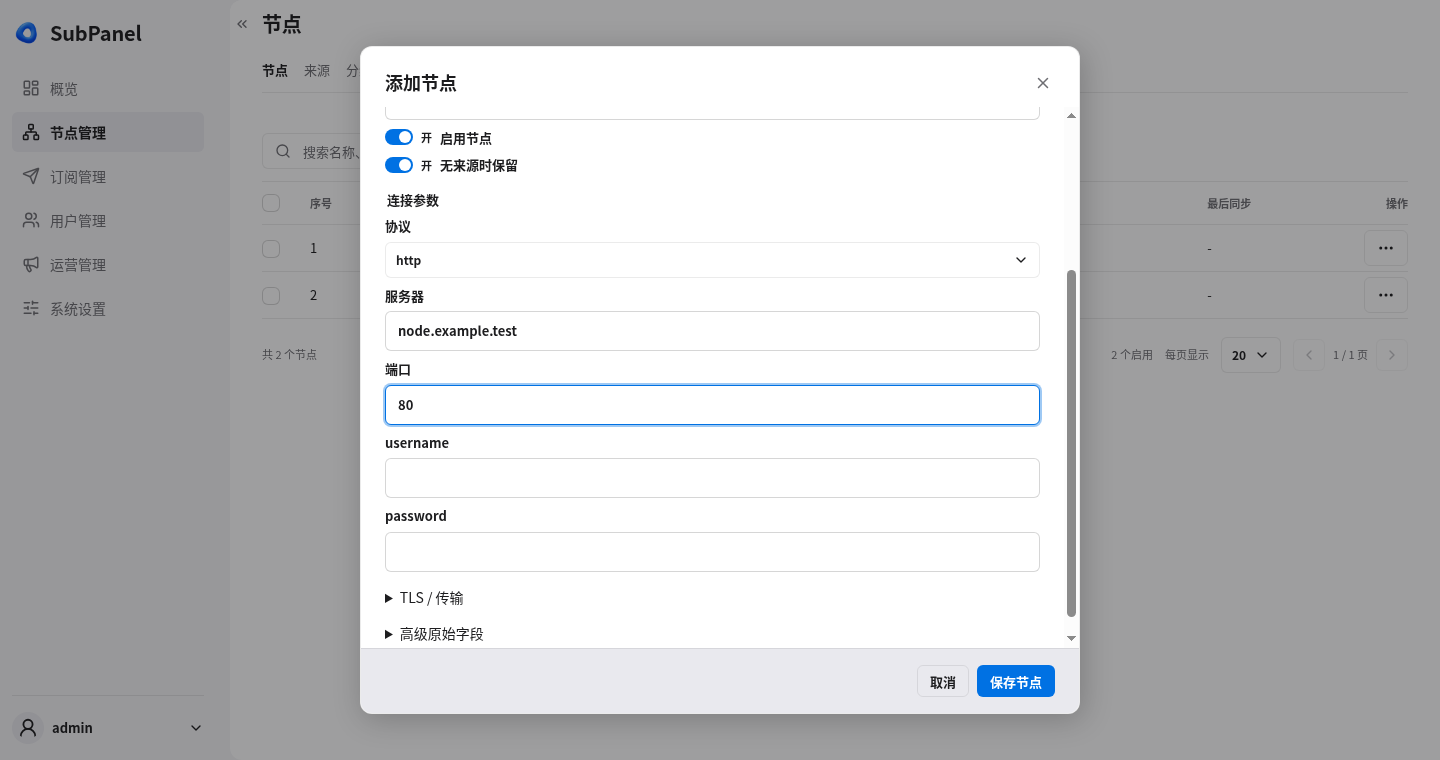 SubPanel
概览
节点管理
订阅管理
用户管理
运营管理
系统设置
admin
节点
节点 来源
搜索名称、
序号 最后同步 操作
1 -
2 -
共 2 个节点 2 个启用 每页显示 20 1 / 1 页
添加节点
开 启用节点
开 无来源时保留
连接参数
协议
http
服务器
node.example.test
端口
80
username
password
TLS / 传输
高级原始字段
取消 保存节点